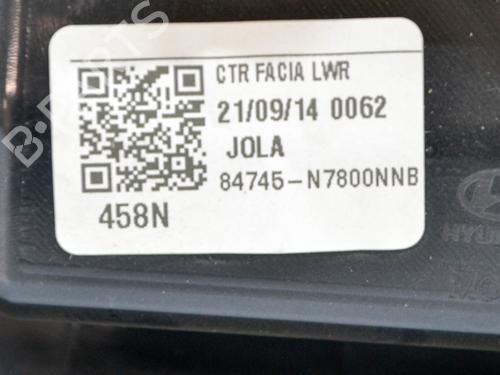 CTR FACIA LWR
21/09/14 0062
JOLA
84745-N7800NNB
458N